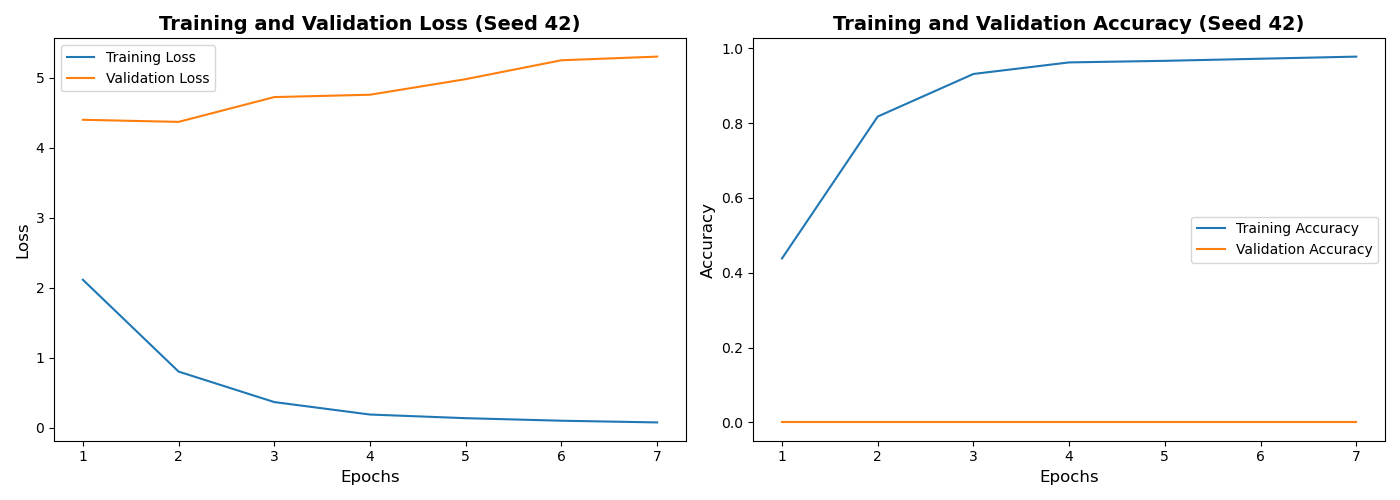 Training and Validation Loss (Seed 42)
Training Loss
Validation Loss
5
4
3
2
1
0
Loss
1 2 3 4 5 6 7
Epochs
Training and Validation Accuracy (Seed 42)
1.0
0.8
0.6
0.4
0.2
0.0
Accuracy
Training Accuracy
Validation Accuracy
1 2 3 4 5 6 7
Epochs